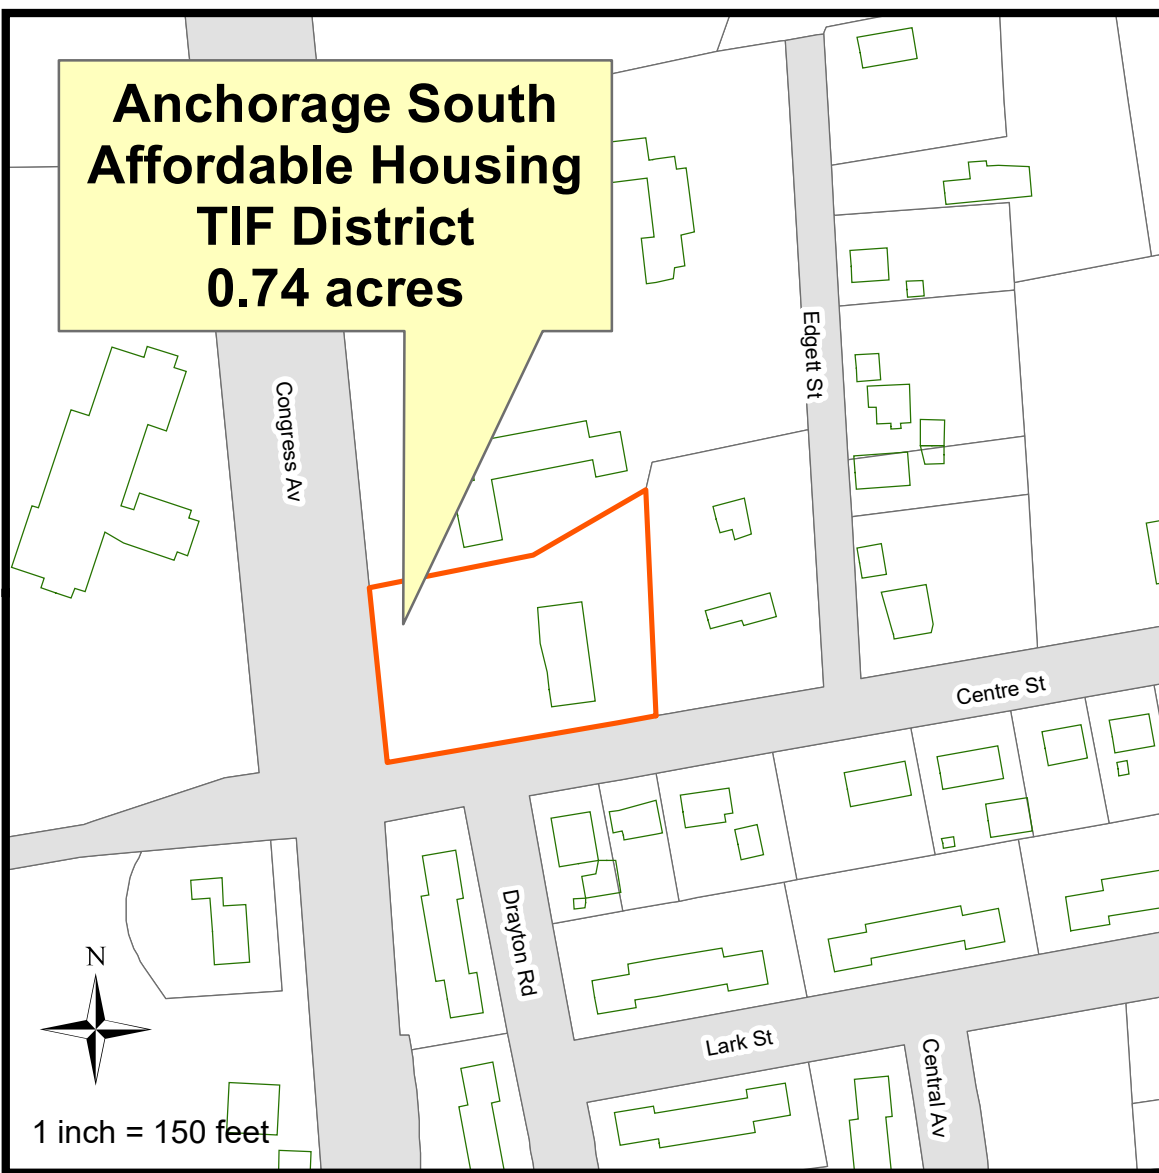 Anchorage South
Affordable Housing
TIF District
0.74 acres
Edgett St
Congress Av
Centre St
Drayton Rd
N
Lark St
Central Av
1 inch = 150 feet